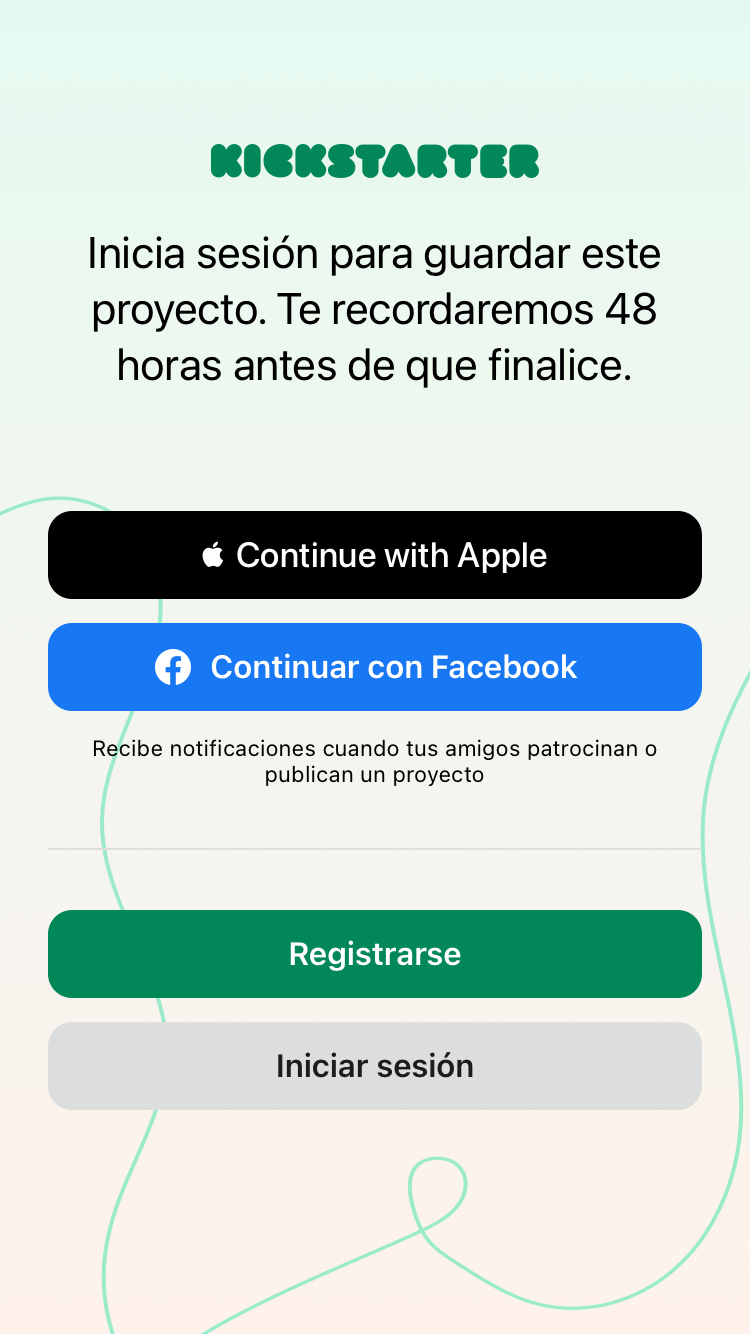 KICKSTARTER
Inicia sesión para guardar este
proyecto. Te recordaremos 48
horas antes de que finalice.
Continue with Apple
Continuar con Facebook
Recibe notificaciones cuando tus amigos patrocinan o
publican un proyecto
Registrarse
Iniciar sesión